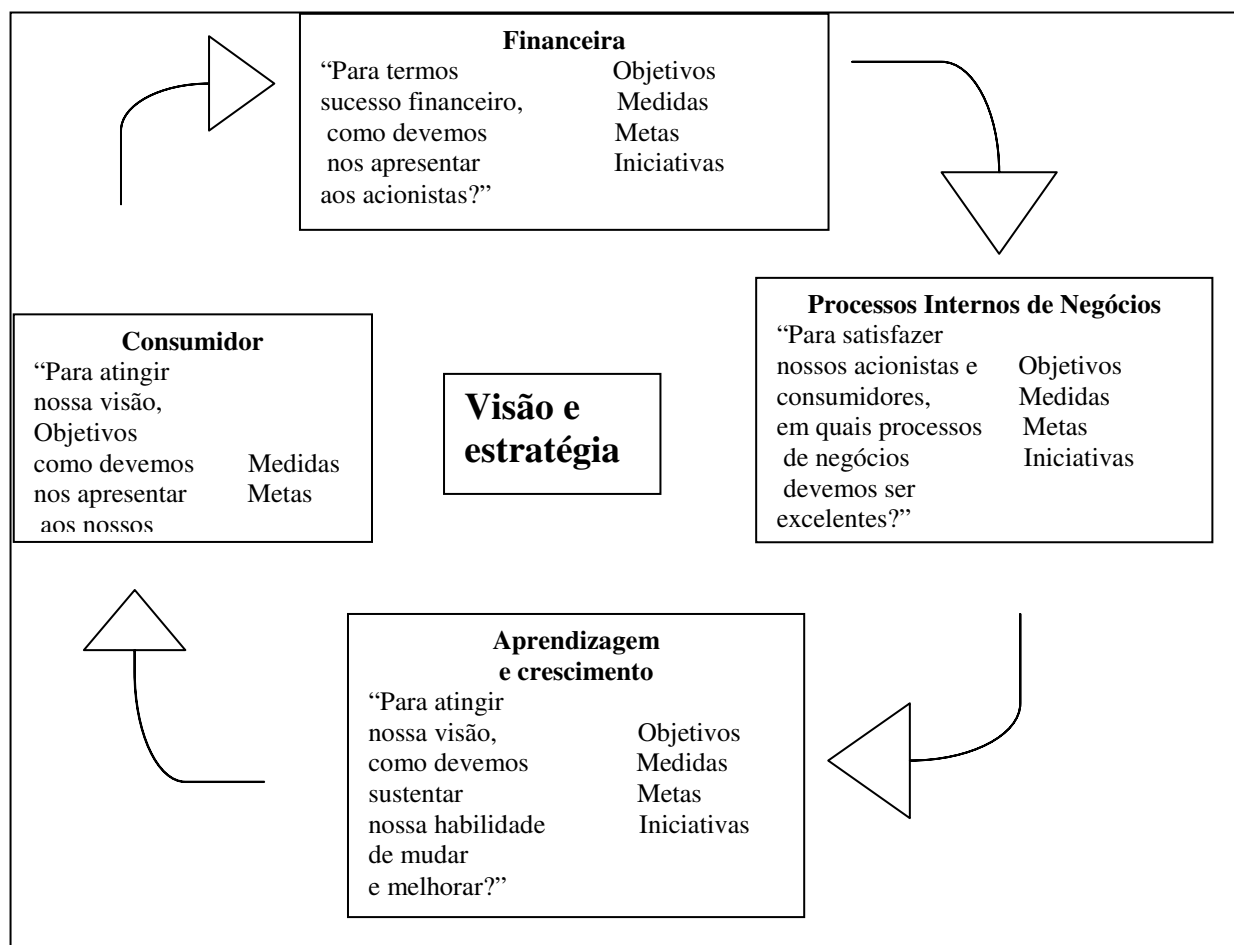 Financeira
“Para termos Objetivos
sucesso financeiro, Medidas
como devemos Metas
nos apresentar Iniciativas
aos acionistas?”
Processos Internos de Negócios
“Para satisfazer
nossos acionistas e Objetivos
consumidores, Medidas
em quais processos Metas
de negócios Iniciativas
devemos ser
excelentes?”
Consumidor
“Para atingir
nossa visão,
Objetivos
como devemos Medidas
nos apresentar Metas
aos nossos
Visão e
estratégia
Aprendizagem
e crescimento
“Para atingir
nossa visão, Objetivos
como devemos Medidas
sustentar Metas
nossa habilidade Iniciativas
de mudar
e melhorar?”